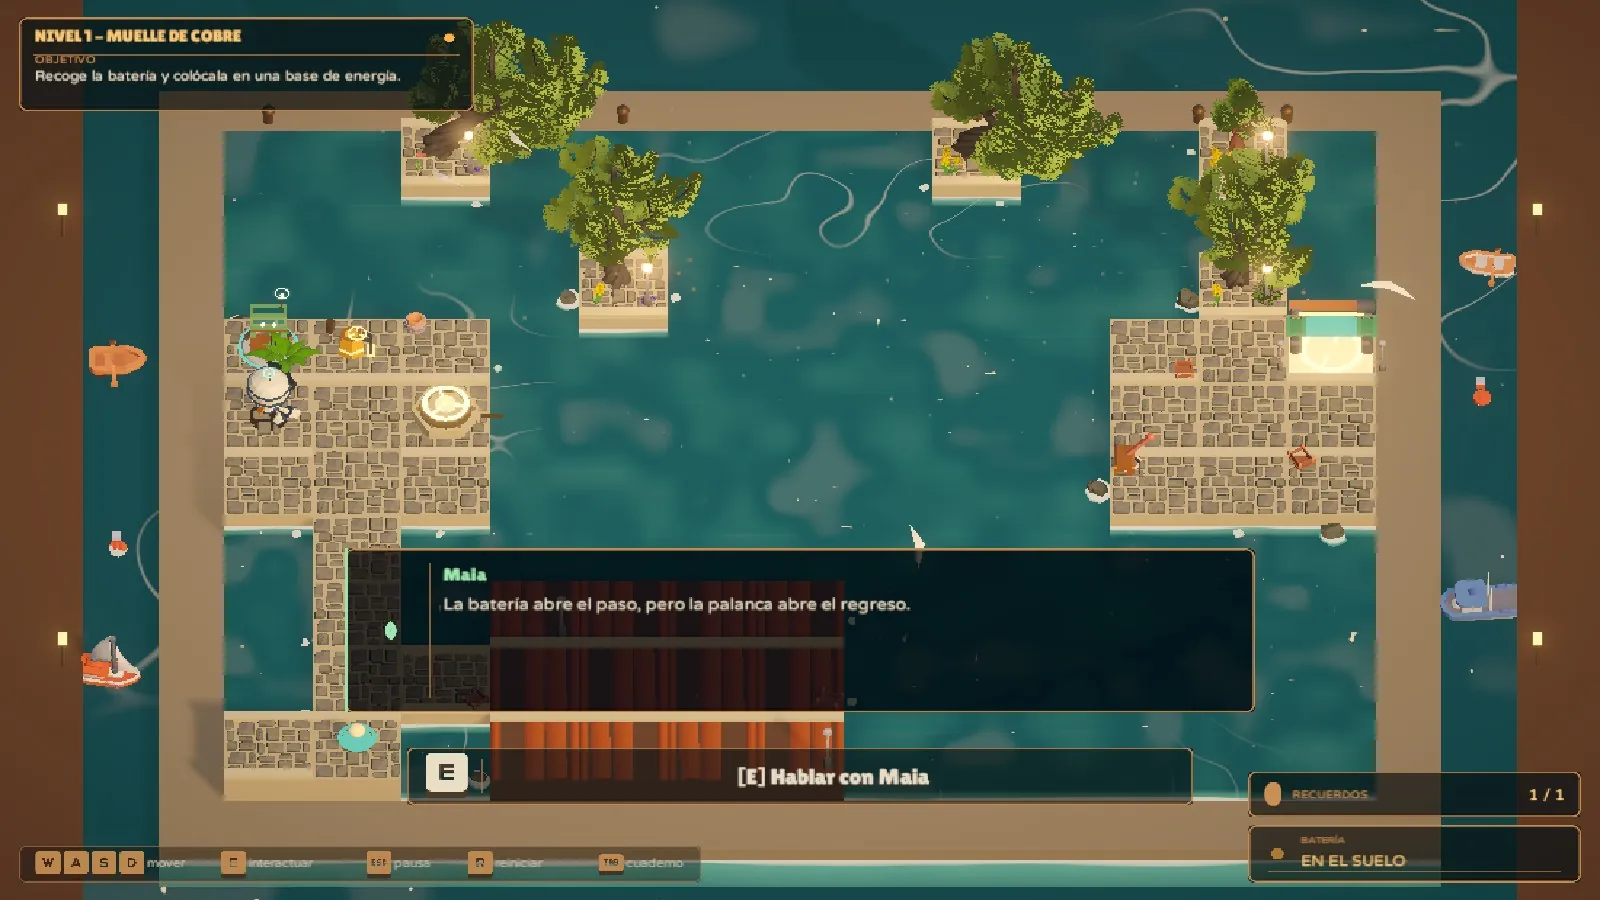 NIVEL 1 – MUELLE DE COBRE
OBJETIVO
Recoge la batería y colócala en una base de energía.
Maia
La batería abre el paso, pero la palanca abre el regreso.
E
[E] Hablar con Maia
RECUERDOS
1 / 1
BATERÍA
EN EL SUELO
W A S D mover
E interactuar
ESC pausa
R reiniciar
TAB cuaderno